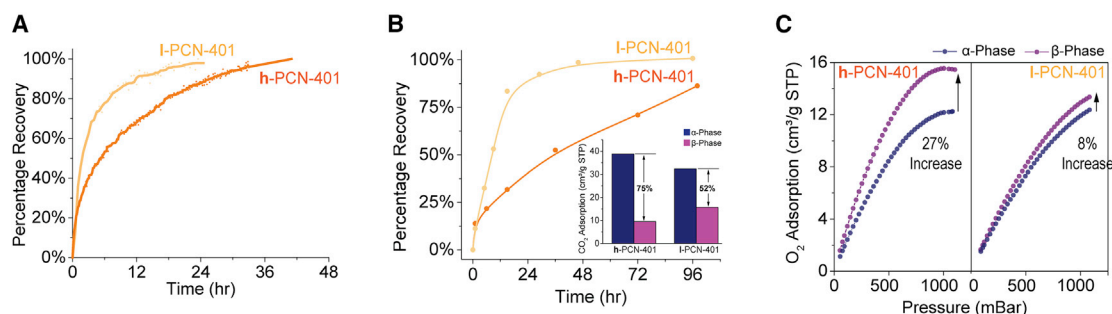 A
Percentage Recovery
100%
80%
60%
40%
20%
0%
l-PCN-401
h-PCN-401
0 12 24 36 48
Time (hr)
B
Percentage Recovery
100%
75%
50%
25%
0%
l-PCN-401
h-PCN-401
α-Phase
β-Phase
CO₂ Adsorption (cm³/g STP)
40
30
20
10
0
75%
52%
h-PCN-401 l-PCN-401
0 24 48 72 96
Time (hr)
C
α-Phase β-Phase
O₂ Adsorption (cm³/g STP)
16
12
8
4
0
h-PCN-401 l-PCN-401
27%
Increase
8%
Increase
500 1000 500 1000
Pressure (mBar)